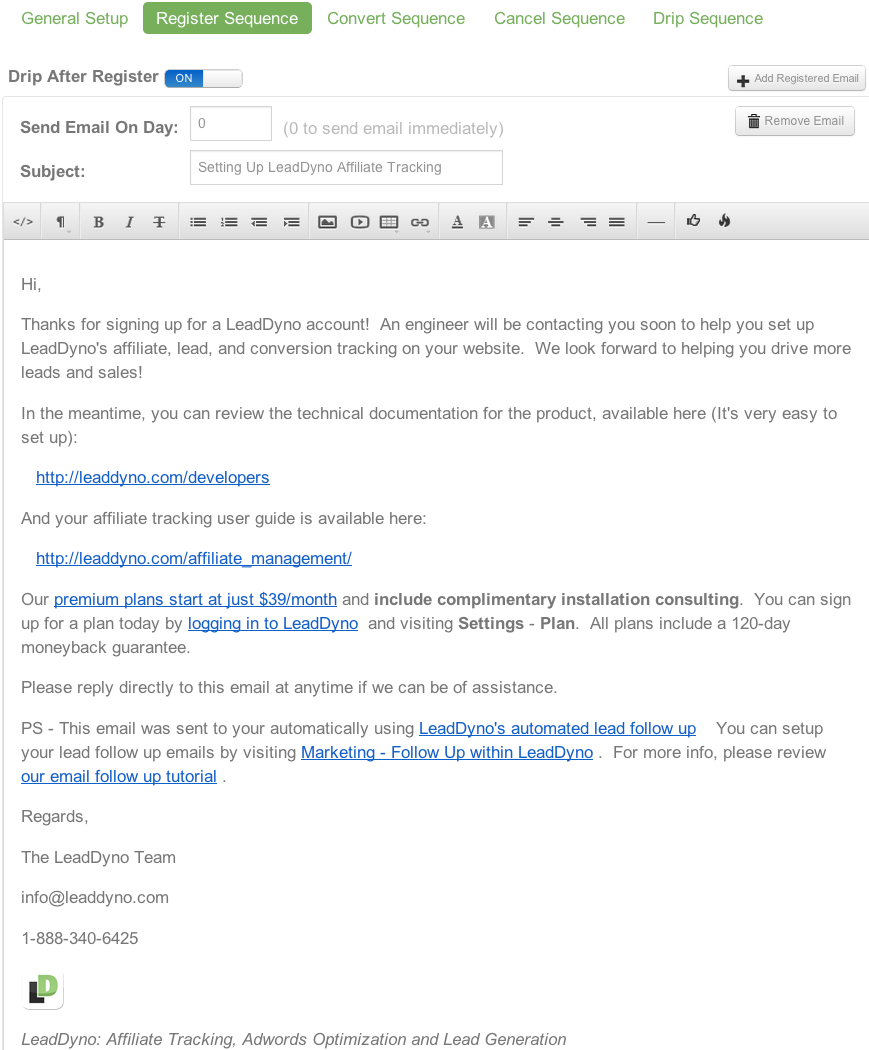 General Setup Register Sequence Convert Sequence Cancel Sequence Drip Sequence
Drip After Register ON Add Registered Email
Send Email On Day: 0 (0 to send email immediately) Remove Email
Subject: Setting Up LeadDyno Affiliate Tracking
</> ¶ B I T A A
Hi,
Thanks for signing up for a LeadDyno account!  An engineer will be contacting you soon to help you set up
LeadDyno's affiliate, lead, and conversion tracking on your website.  We look forward to helping you drive more
leads and sales!
In the meantime, you can review the technical documentation for the product, available here (It's very easy to
set up):
http://leaddyno.com/developers
And your affiliate tracking user guide is available here:
http://leaddyno.com/affiliate_management/
Our premium plans start at just $39/month and include complimentary installation consulting.  You can sign
up for a plan today by logging in to LeadDyno  and visiting Settings - Plan.  All plans include a 120-day
moneyback guarantee.
Please reply directly to this email at anytime if we can be of assistance.
PS - This email was sent to your automatically using LeadDyno's automated lead follow up    You can setup
your lead follow up emails by visiting Marketing - Follow Up within LeadDyno .  For more info, please review
our email follow up tutorial .
Regards,
The LeadDyno Team
info@leaddyno.com
1-888-340-6425
LD
LeadDyno: Affiliate Tracking, Adwords Optimization and Lead Generation